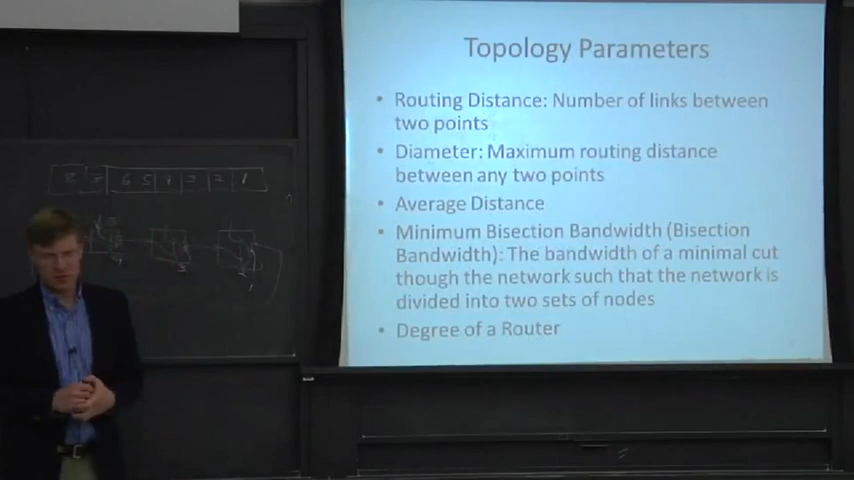 Topology Parameters
• Routing Distance: Number of links between
two points
• Diameter: Maximum routing distance
between any two points
• Average Distance
• Minimum Bisection Bandwidth (Bisection
Bandwidth): The bandwidth of a minimal cut
though the network such that the network is
divided into two sets of nodes
• Degree of a Router